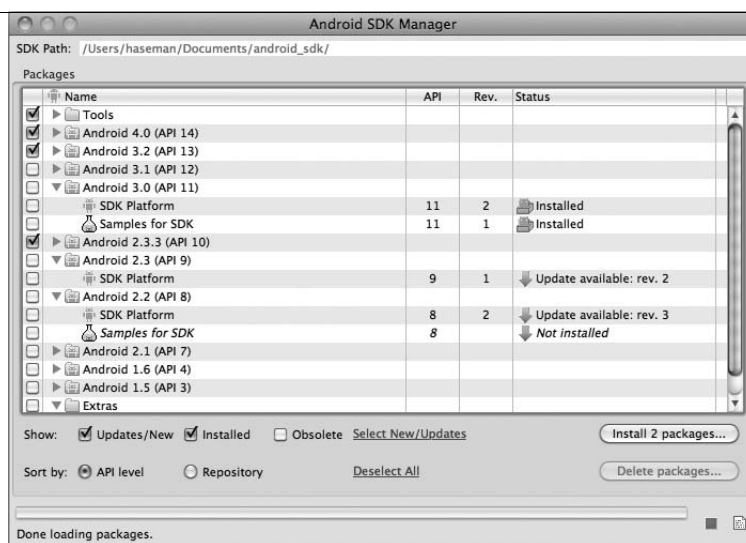 Android SDK Manager
SDK Path: /Users/haseman/Documents/android_sdk/
Packages
Name API Rev. Status
Tools
Android 4.0 (API 14)
Android 3.2 (API 13)
Android 3.1 (API 12)
Android 3.0 (API 11)
SDK Platform 11 2 Installed
Samples for SDK 11 1 Installed
Android 2.3.3 (API 10)
Android 2.3 (API 9)
SDK Platform 9 1 Update available: rev. 2
Android 2.2 (API 8)
SDK Platform 8 2 Update available: rev. 3
Samples for SDK 8 Not installed
Android 2.1 (API 7)
Android 1.6 (API 4)
Android 1.5 (API 3)
Extras
Show: Updates/New Installed Obsolete Select New/Updates Install 2 packages...
Sort by: API level Repository Deselect All Delete packages...
Done loading packages.